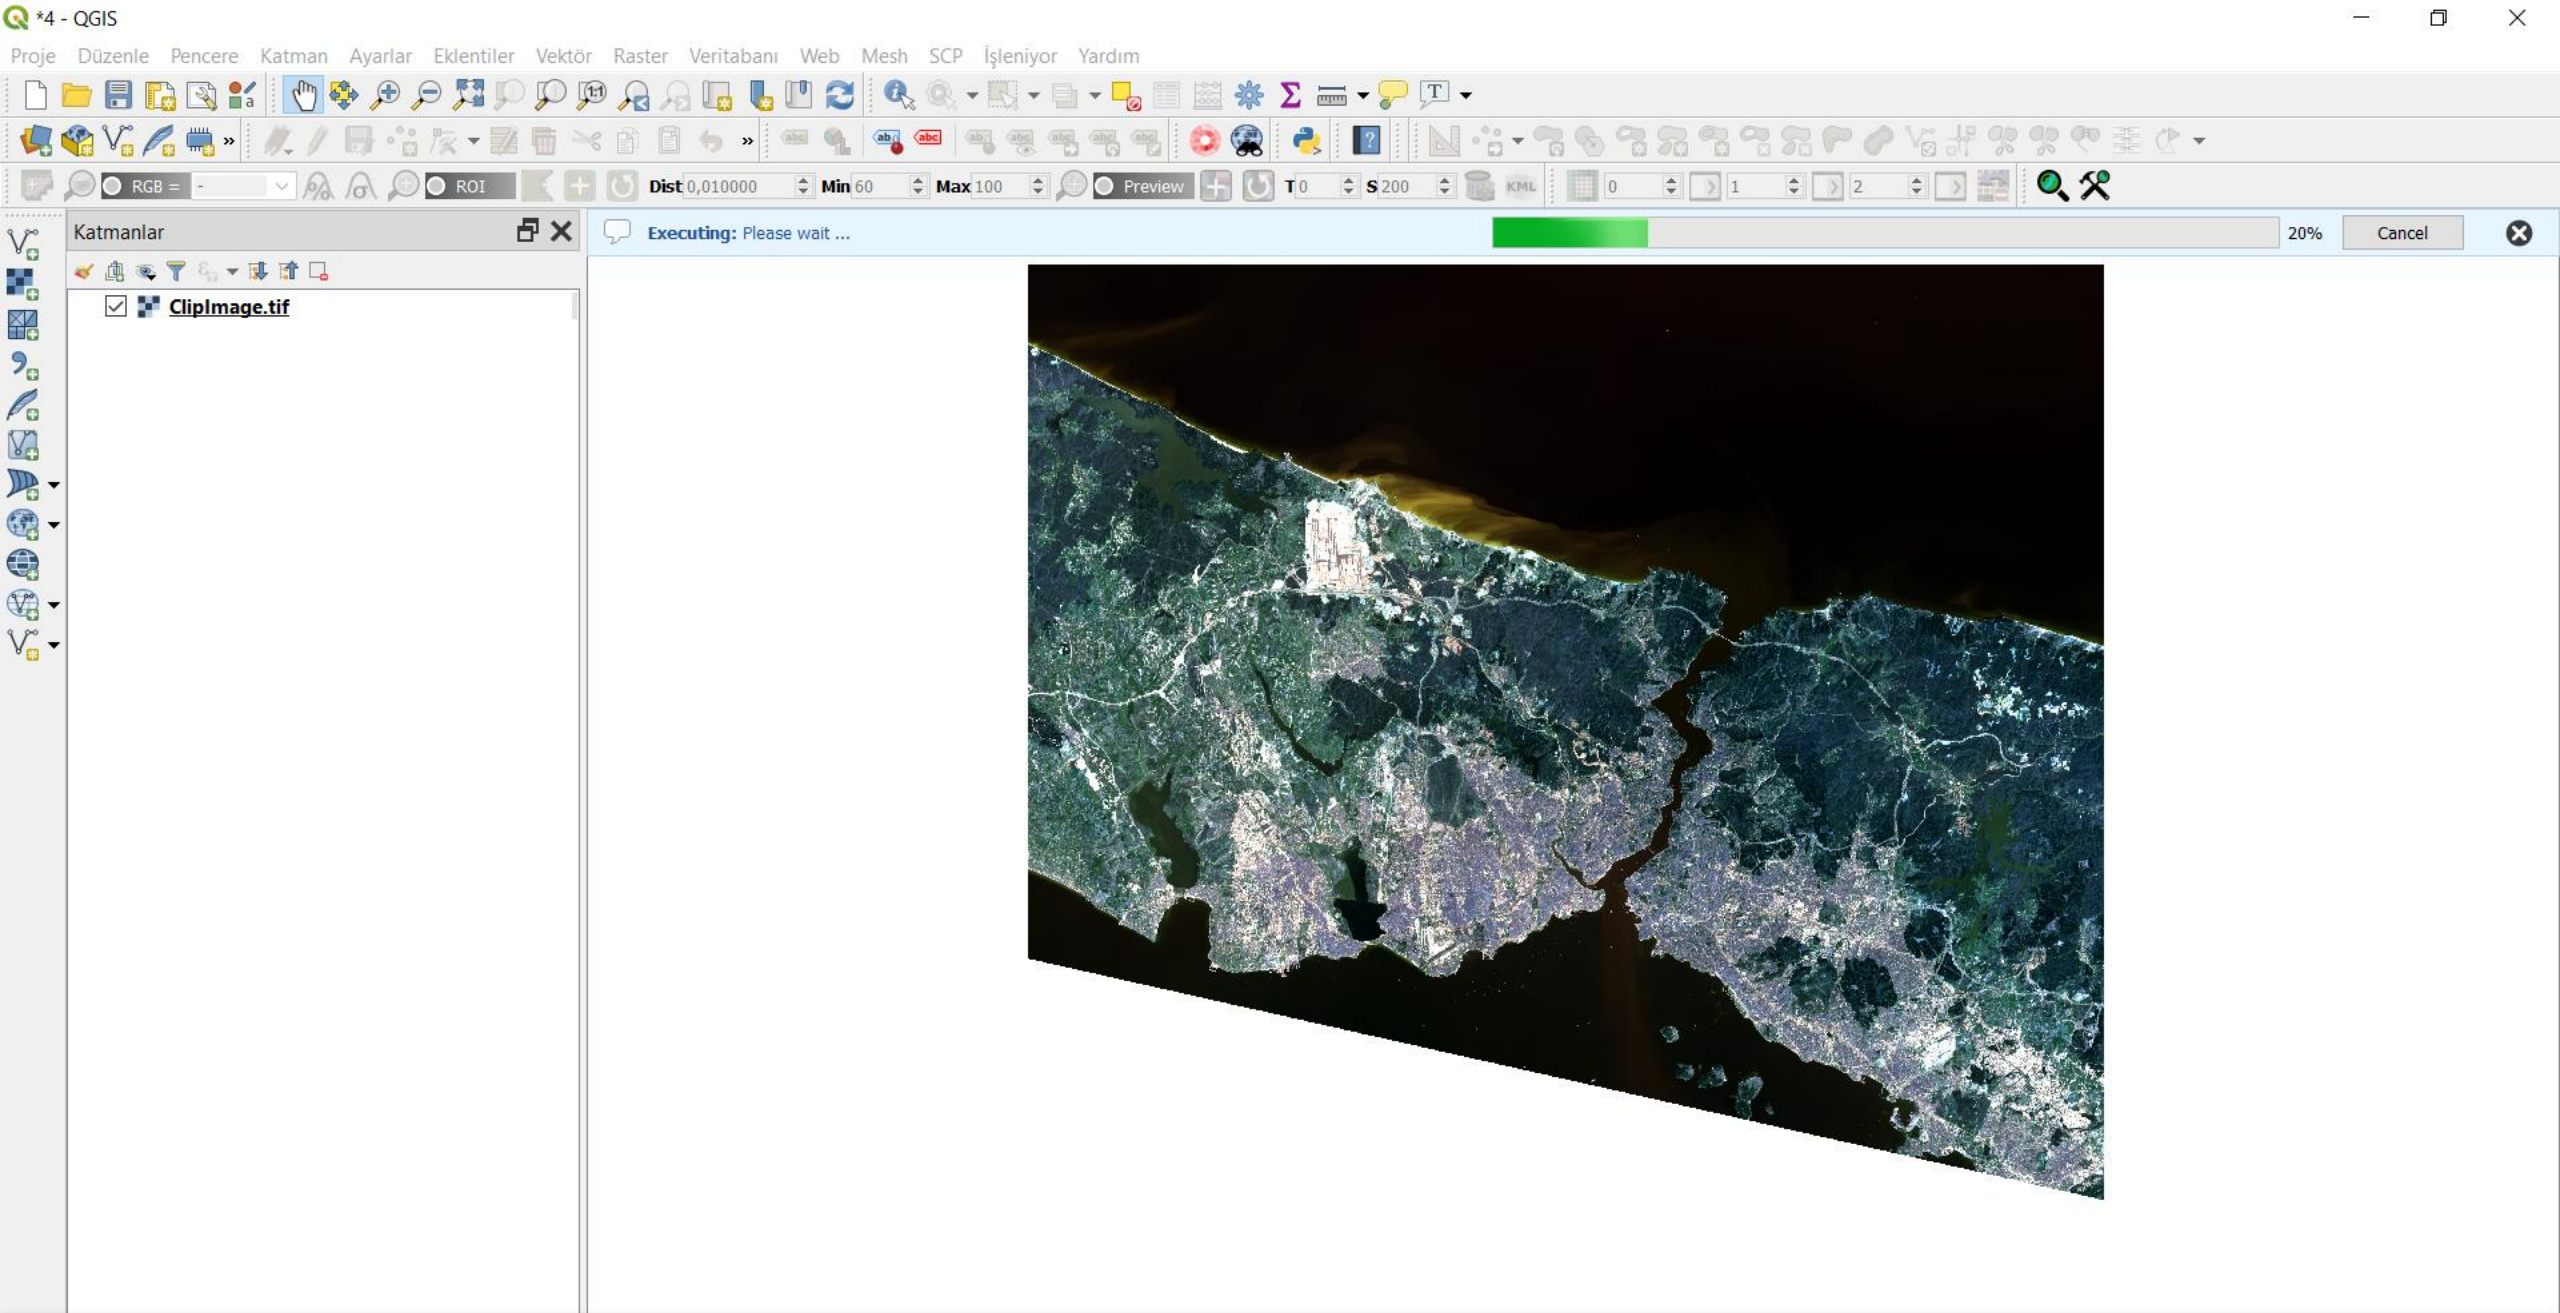 *4 - QGIS
Proje Düzenle Pencere Katman Ayarlar Eklentiler Vektör Raster Veritabanı Web Mesh SCP İşleniyor Yardım
RGB = - ROI Dist 0,010000 Min 60 Max 100 Preview T 0 S 200 KML 0 1 2
Katmanlar
Executing: Please wait ...
20%
Cancel
ClipImage.tif